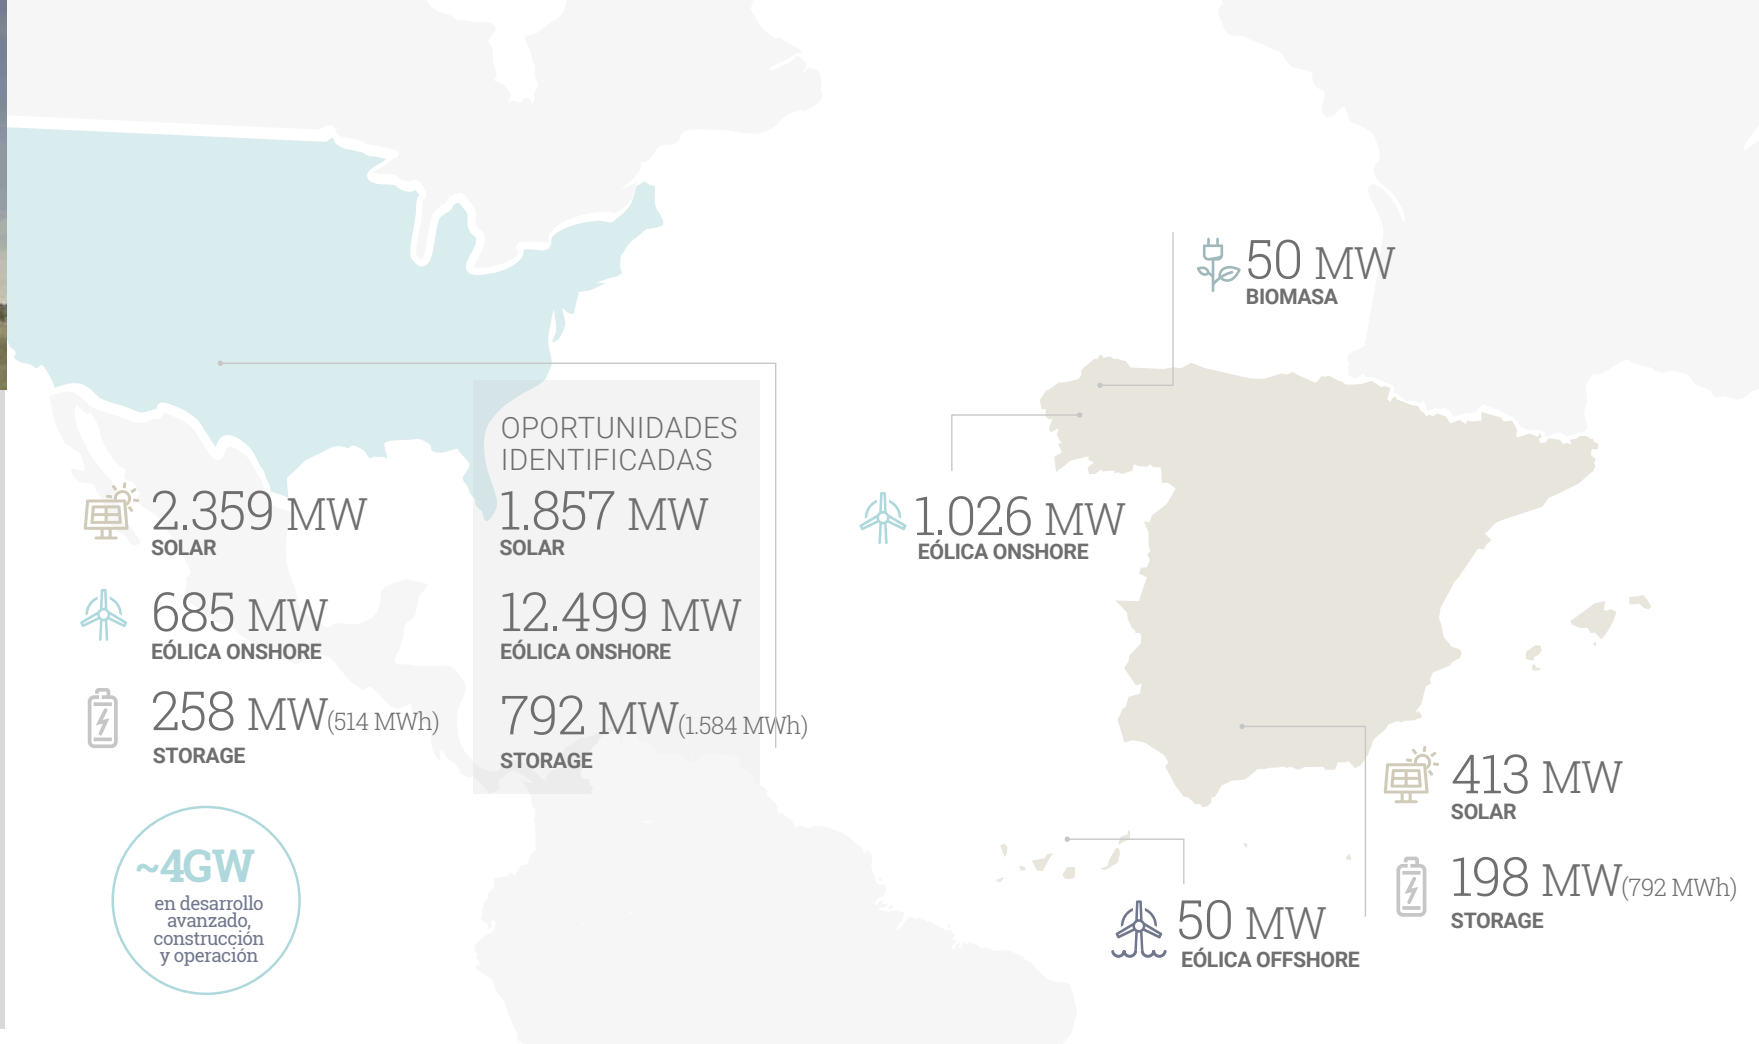 2.359 MW
SOLAR
685 MW
EÓLICA ONSHORE
258 MW(514 MWh)
STORAGE
OPORTUNIDADES
IDENTIFICADAS
1.857 MW
SOLAR
12.499 MW
EÓLICA ONSHORE
792 MW(1.584 MWh)
STORAGE
~4GW
en desarrollo
avanzado,
construcción
y operación
50 MW
BIOMASA
1.026 MW
EÓLICA ONSHORE
413 MW
SOLAR
198 MW(792 MWh)
STORAGE
50 MW
EÓLICA OFFSHORE